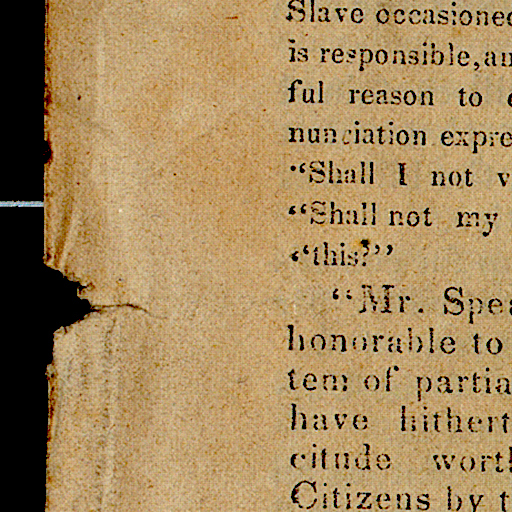 Slave occasioned
is responsible, an
ful reason to e
nunciation expre
"Shall I not v
"Shall not my
"this?"
"Mr. Spea
honorable to
tem of partia
have hithert
citude worth
Citizens by t